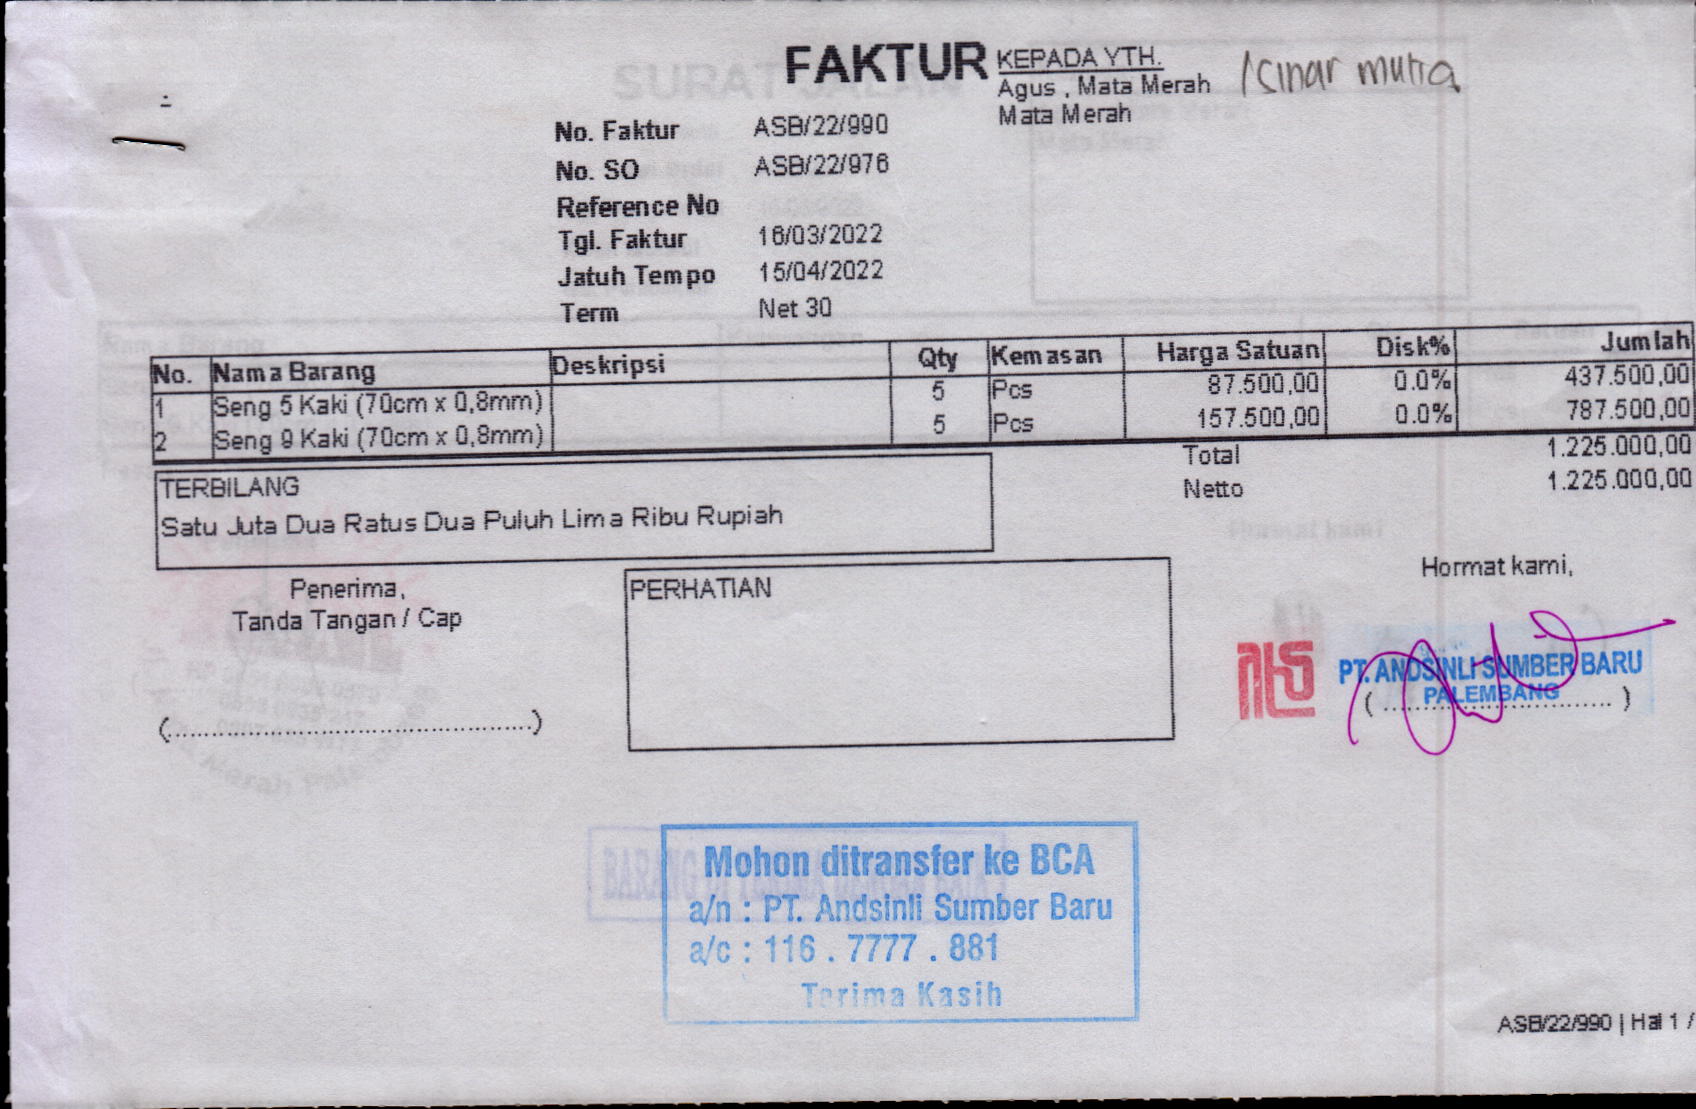 FAKTUR
KEPADA YTH.
Agus , Mata Merah
Mata Merah
No. Faktur ASB/22/990
No. SO ASB/22/976
Reference No
Tgl. Faktur 16/03/2022
Jatuh Tempo 15/04/2022
Term Net 30
No. Nama Barang Deskripsi Qty Kemasan Harga Satuan Disk% Jumlah
1 Seng 5 Kaki (70cm x 0,8mm) 5 Pcs 87.500,00 0.0% 437.500,00
2 Seng 9 Kaki (70cm x 0,8mm) 5 Pcs 157.500,00 0.0% 787.500,00
Total 1.225.000,00
Netto 1.225.000,00
TERBILANG
Satu Juta Dua Ratus Dua Puluh Lima Ribu Rupiah
Penerima,
Tanda Tangan / Cap
(..............................................)
PERHATIAN
Hormat kami,
PT. ANDSINLI SUMBER BARU
PALEMBANG
Mohon ditransfer ke BCA
a/n : PT. Andsinli Sumber Baru
a/c : 116 . 7777 . 881
Terima Kasih
ASB/22/990 | Hal 1 /